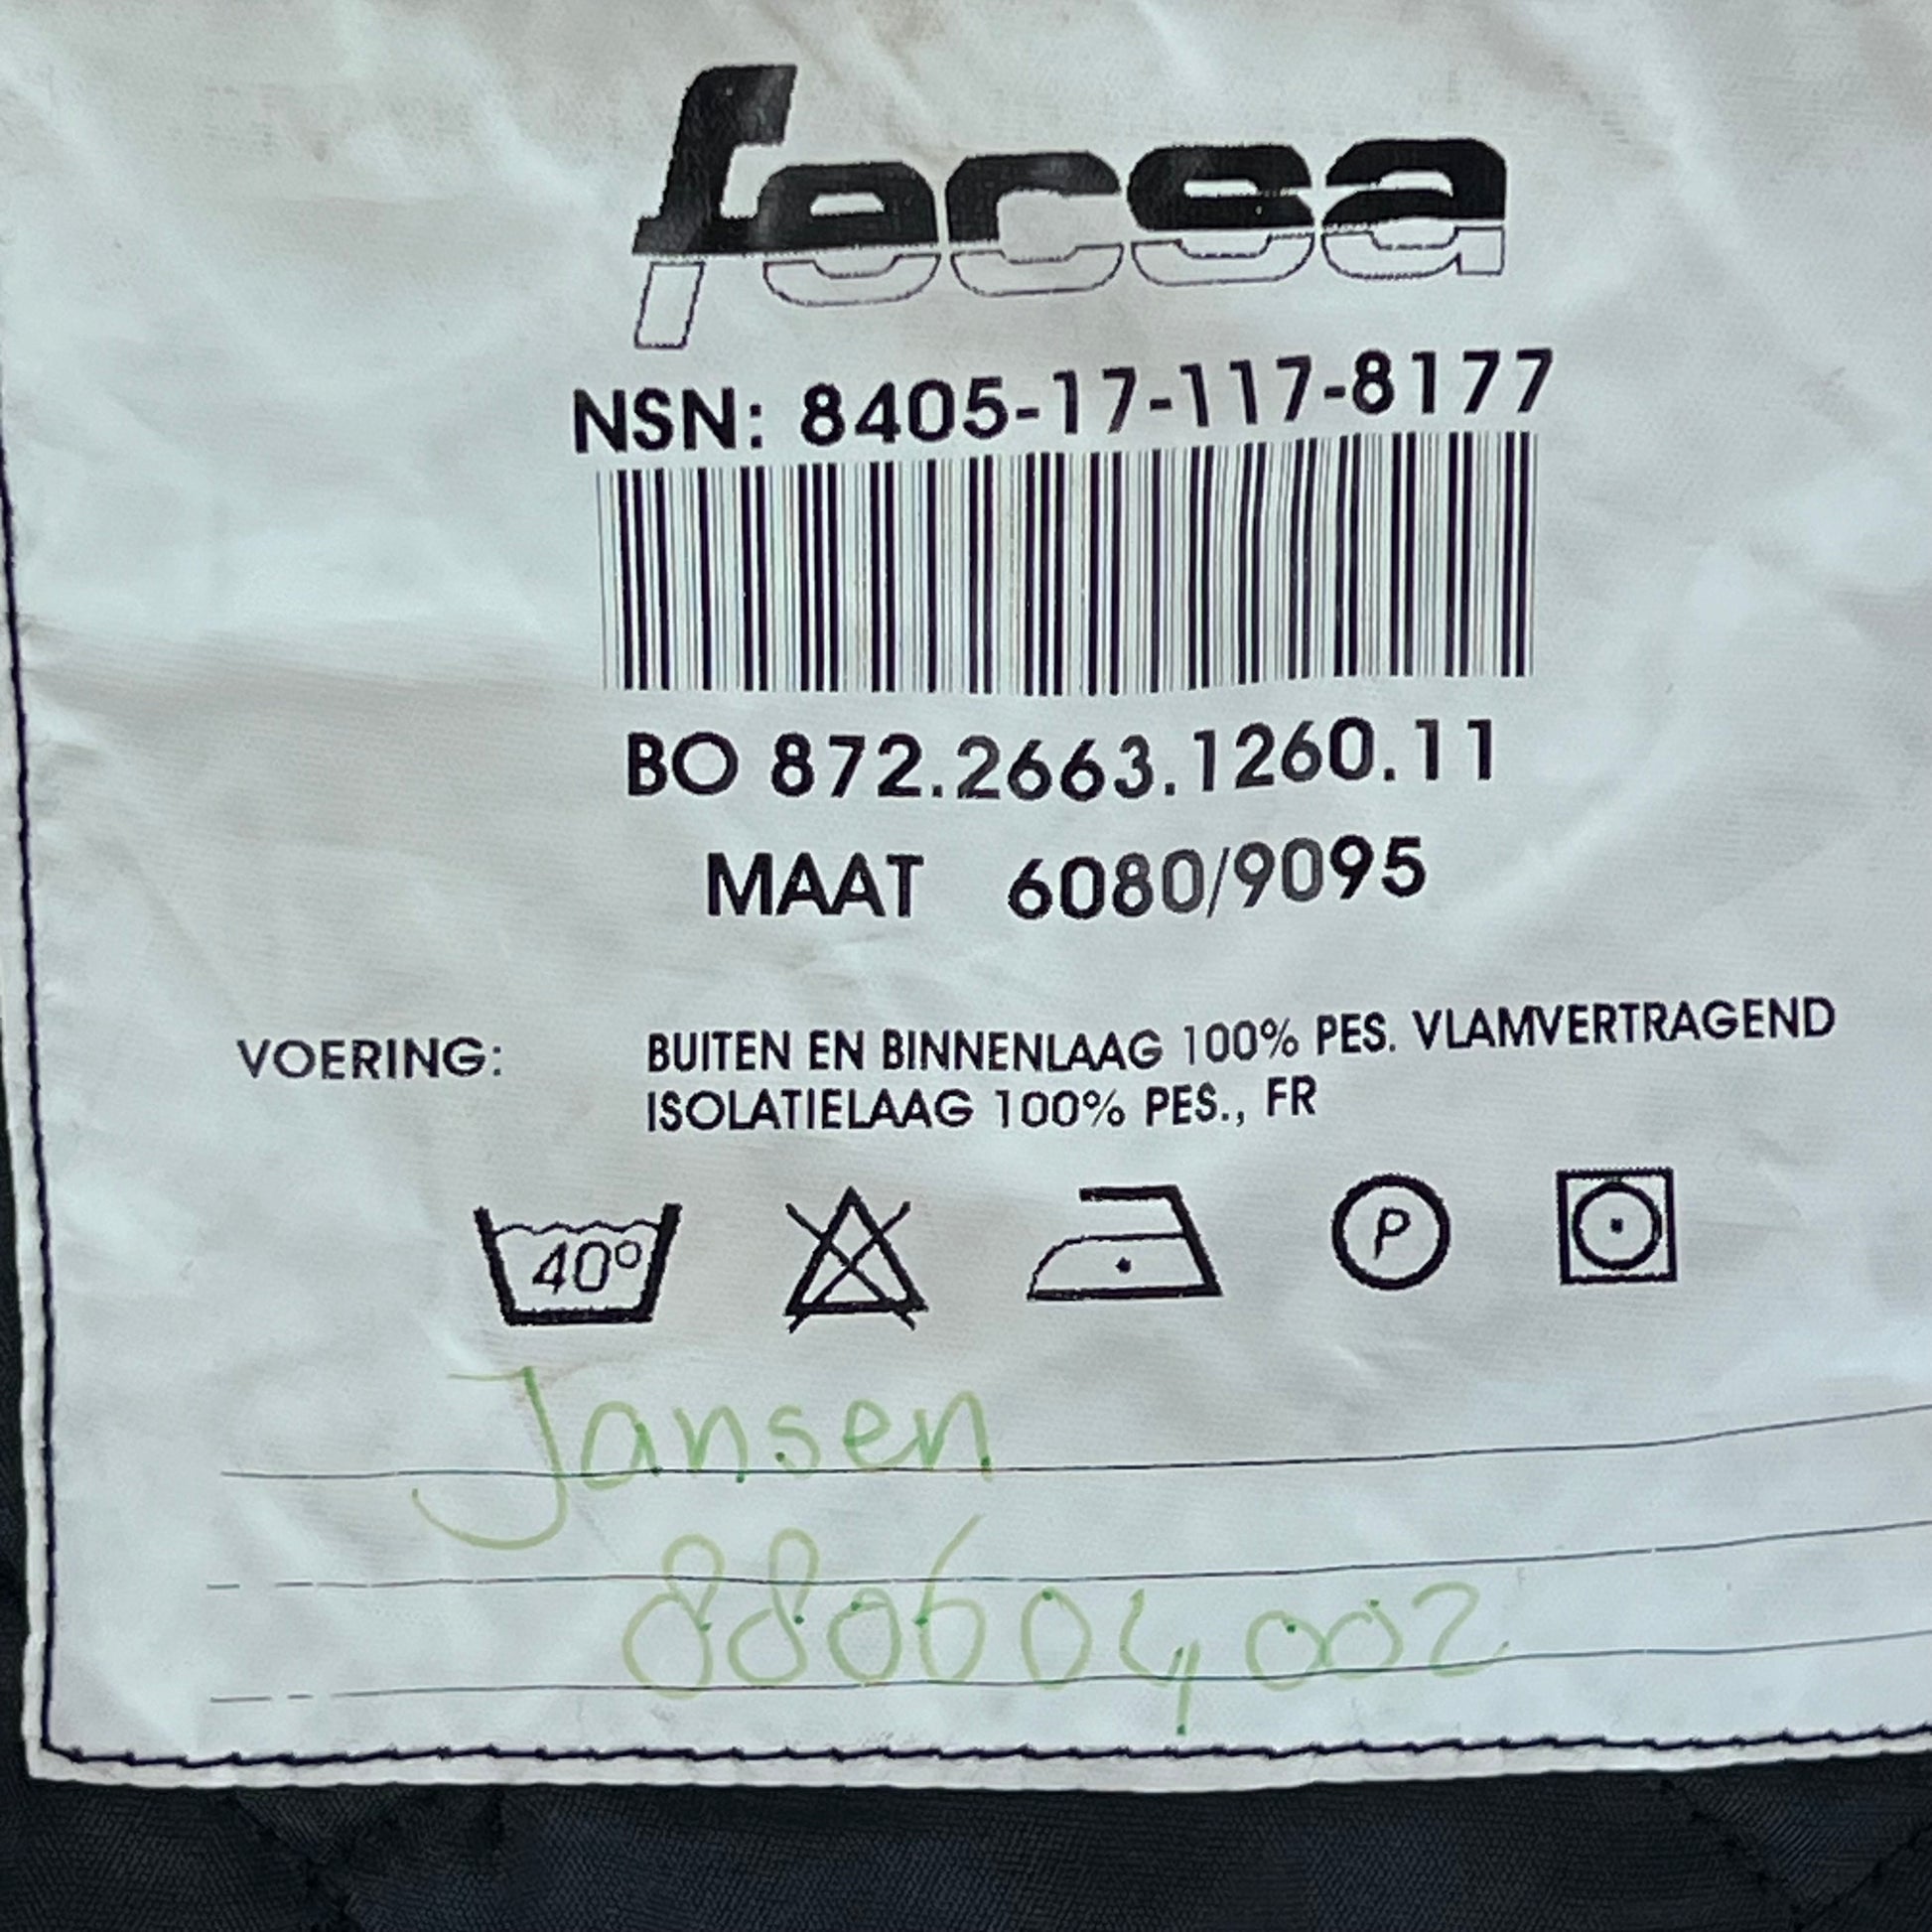 fecsa
NSN: 8405-17-117-8177
BO 872.2663.1260.11
MAAT 6080/9095
VOERING: BUITEN EN BINNENLAAG 100% PES. VLAMVERTRAGEND
ISOLATIELAAG 100% PES., FR
40°
P
Jansen
880604002